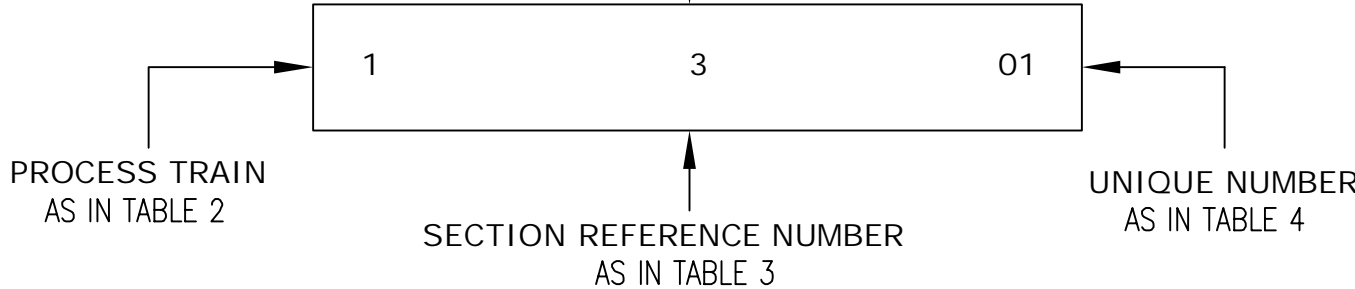 1 3 01
PROCESS TRAIN
AS IN TABLE 2
UNIQUE NUMBER
AS IN TABLE 4
SECTION REFERENCE NUMBER
AS IN TABLE 3